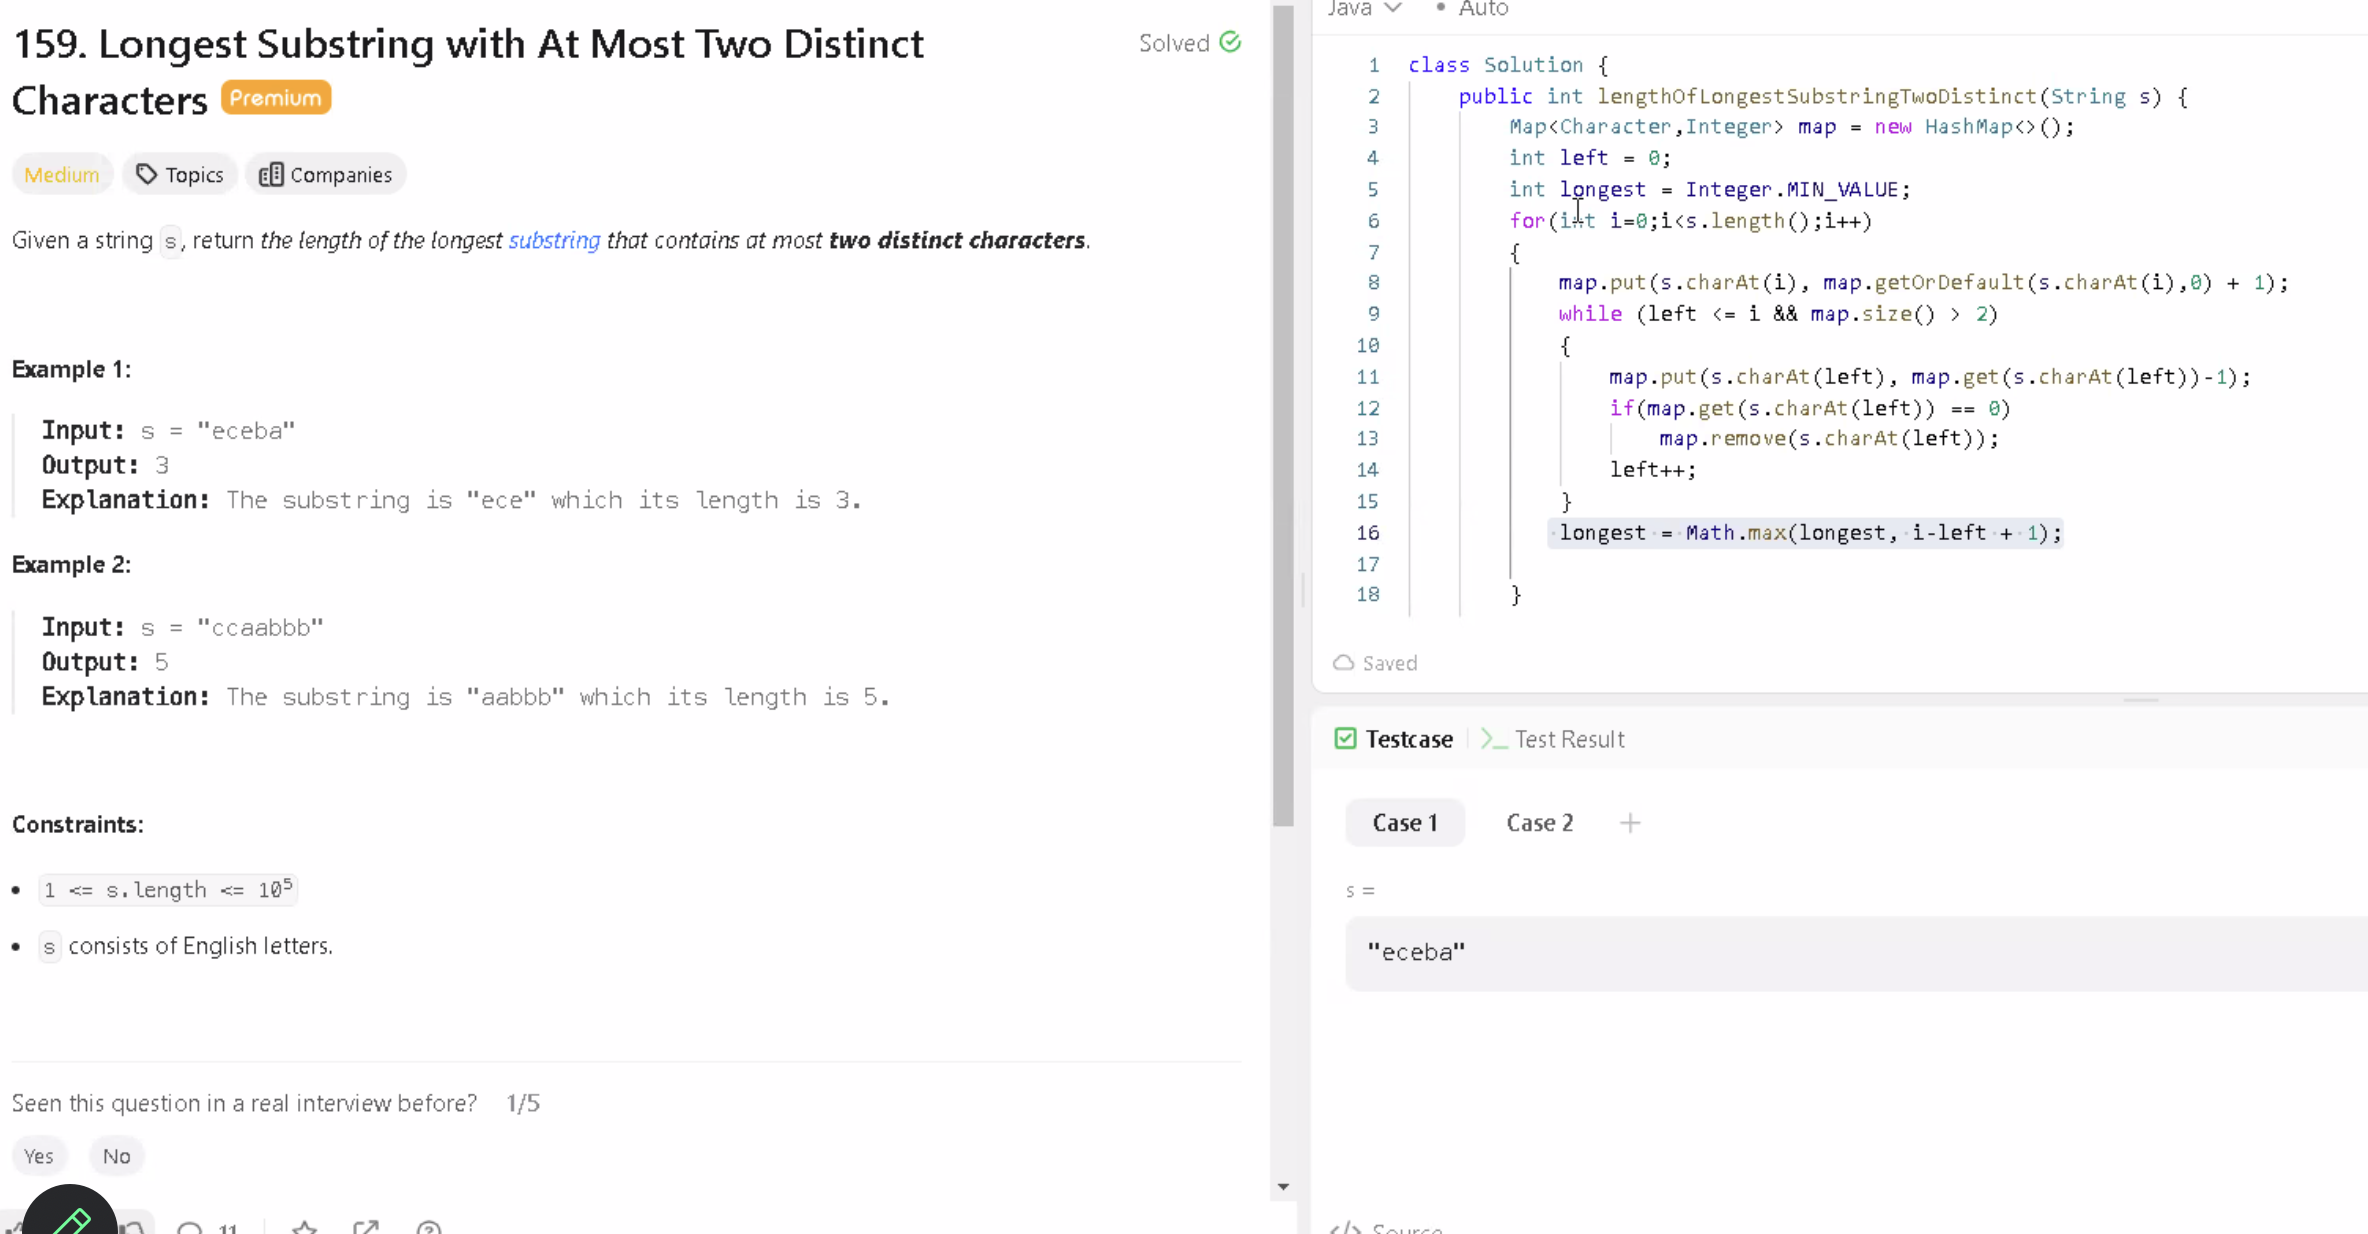 159. Longest Substring with At Most Two Distinct
Characters Premium
Solved
Medium Topics Companies
Given a string s, return the length of the longest substring that contains at most two distinct characters.
Example 1:
Input: s = "eceba"
Output: 3
Explanation: The substring is "ece" which its length is 3.
Example 2:
Input: s = "ccaabbb"
Output: 5
Explanation: The substring is "aabbb" which its length is 5.
Constraints:
• 1 <= s.length <= 10⁵
• s consists of English letters.
Seen this question in a real interview before? 1/5
Yes No
11
Java • Auto
1 class Solution {
2 public int lengthOfLongestSubstringTwoDistinct(String s) {
3 Map<Character,Integer> map = new HashMap<>();
4 int left = 0;
5 int longest = Integer.MIN_VALUE;
6 for(int i=0;i<s.length();i++)
7 {
8 map.put(s.charAt(i), map.getOrDefault(s.charAt(i),0) + 1);
9 while (left <= i && map.size() > 2)
10 {
11 map.put(s.charAt(left), map.get(s.charAt(left))-1);
12 if(map.get(s.charAt(left)) == 0)
13 map.remove(s.charAt(left));
14 left++;
15 }
16 longest = Math.max(longest, i-left + 1);
17
18 }
Saved
Testcase >_ Test Result
Case 1 Case 2 +
s =
"eceba"
</> Source